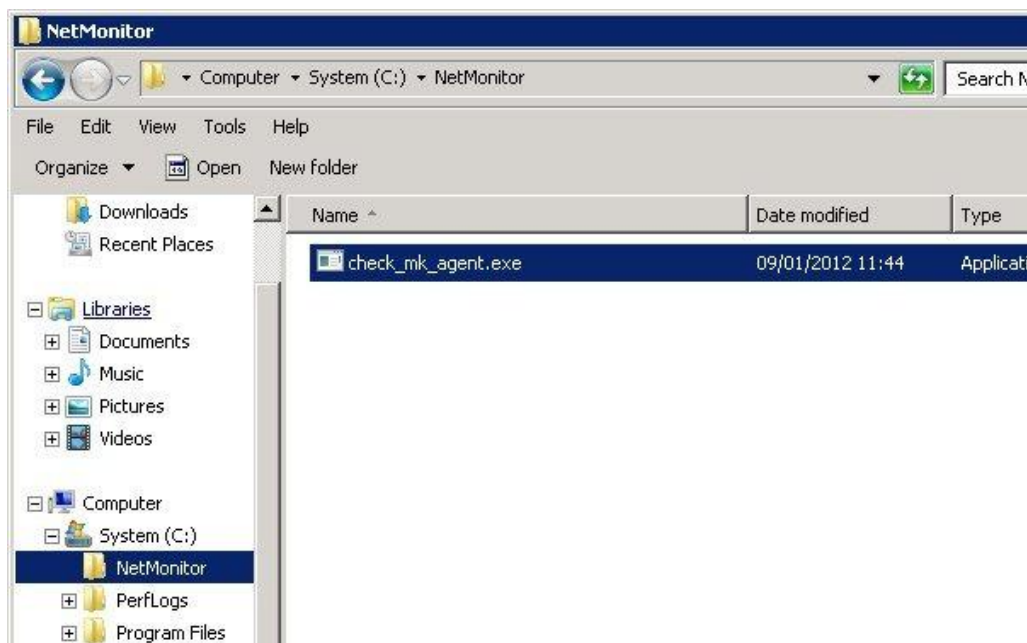 NetMonitor
Computer System (C:) NetMonitor Search N
File Edit View Tools Help
Organize Open New folder
Downloads
Recent Places
Libraries
Documents
Music
Pictures
Videos
Computer
System (C:)
NetMonitor
PerfLogs
Program Files
Name Date modified Type
check_mk_agent.exe 09/01/2012 11:44 Applicati